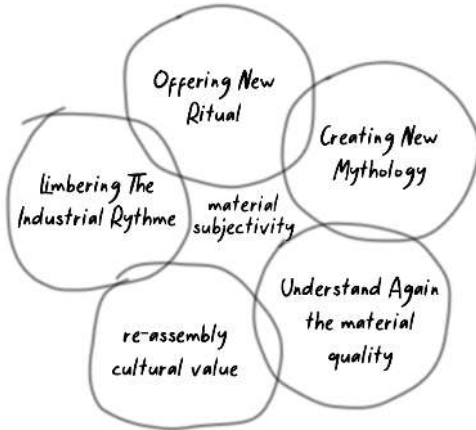 Offering New
Ritual
Creating New
Mythology
Limbering The
Industrial Rythme
material
subjectivity
Understand Again
the material
quality
re-assembly
cultural value